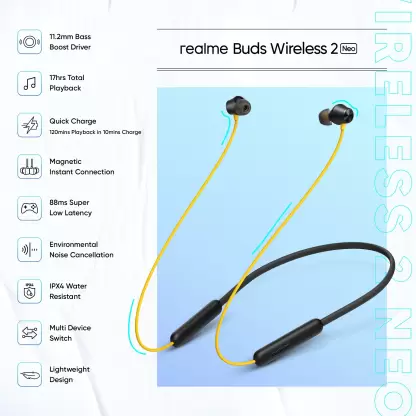 11.2mm Bass
Boost Driver
realme Buds Wireless 2 Neo
17hrs Total
Playback
Quick Charge
120mins Playback In 10mins Charge
Magnetic
Instant Connection
88ms Super
Low Latency
Environmental
Noise Cancellation
IPX4 Water
Resistant
Multi Device
Switch
Lightweight
Design
WIRELESS 2 NEO